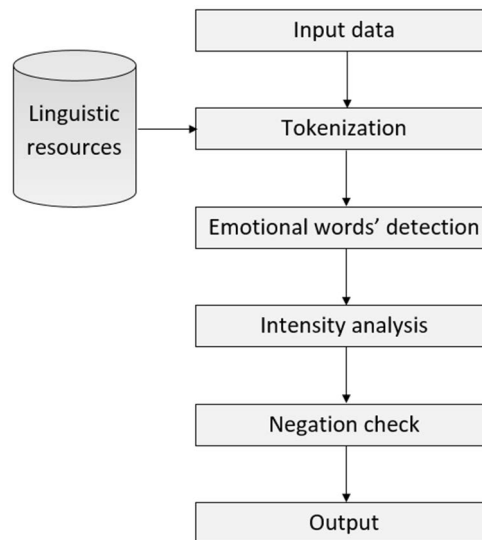 Input data
Linguistic
resources
Tokenization
Emotional words’ detection
Intensity analysis
Negation check
Output